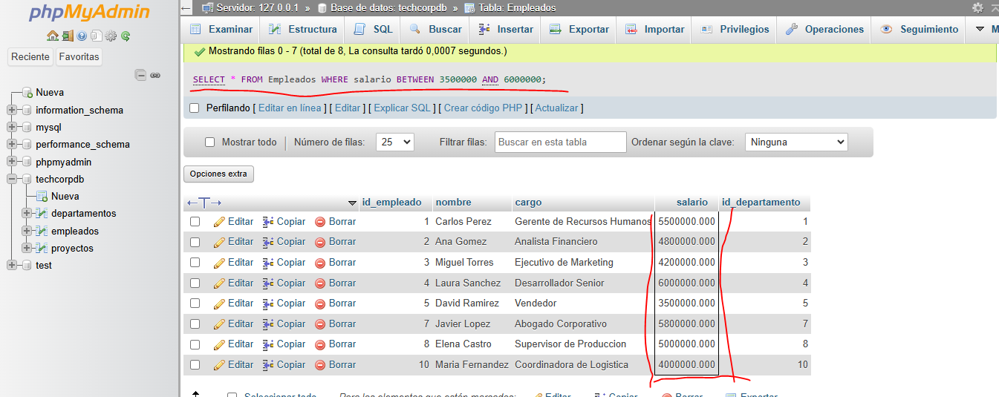 phpMyAdmin
Reciente Favoritas
Nueva
information_schema
mysql
performance_schema
phpmyadmin
techcorpdb
Nueva
departamentos
empleados
proyectos
test
Servidor: 127.0.0.1 » Base de datos: techcorpdb » Tabla: Empleados
Examinar Estructura SQL Buscar Insertar Exportar Importar Privilegios Operaciones Seguimiento M
Mostrando filas 0 - 7 (total de 8, La consulta tardó 0,0007 segundos.)
SELECT * FROM Empleados WHERE salario BETWEEN 3500000 AND 6000000;
Perfilando [ Editar en línea ] [ Editar ] [ Explicar SQL ] [ Crear código PHP ] [ Actualizar ]
Mostrar todo | Número de filas: 25 Filtrar filas: Buscar en esta tabla Ordenar según la clave: Ninguna
Opciones extra
←T→ id_empleado nombre cargo salario id_departamento
Editar Copiar Borrar 1 Carlos Perez Gerente de Recursos Humanos 5500000.000 1
Editar Copiar Borrar 2 Ana Gomez Analista Financiero 4800000.000 2
Editar Copiar Borrar 3 Miguel Torres Ejecutivo de Marketing 4200000.000 3
Editar Copiar Borrar 4 Laura Sanchez Desarrollador Senior 6000000.000 4
Editar Copiar Borrar 5 David Ramirez Vendedor 3500000.000 5
Editar Copiar Borrar 7 Javier Lopez Abogado Corporativo 5800000.000 7
Editar Copiar Borrar 8 Elena Castro Supervisor de Produccion 5000000.000 8
Editar Copiar Borrar 10 Maria Fernandez Coordinadora de Logistica 4000000.000 10
Seleccionar todo Para los elementos que están marcados: Editar Copiar Borrar Exportar